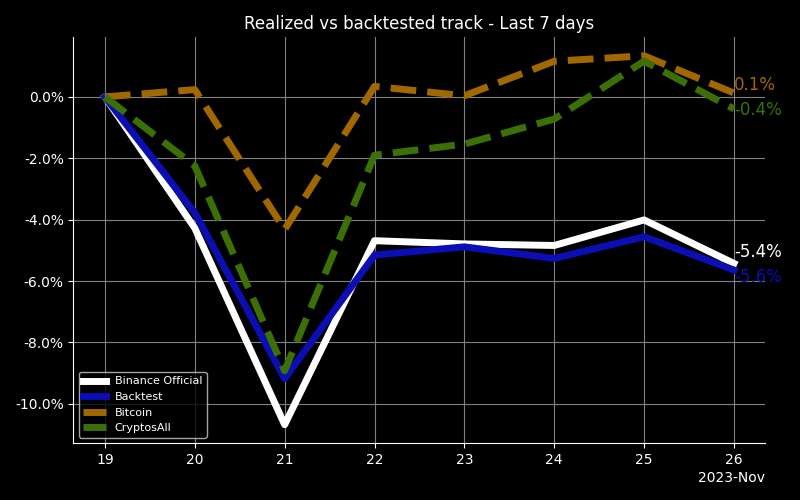 Realized vs backtested track - Last 7 days
0.0%
-2.0%
-4.0%
-6.0%
-8.0%
-10.0%
0.1%
-0.4%
-5.4%
-5.6%
Binance Official
Backtest
Bitcoin
CryptosAll
19 20 21 22 23 24 25 26
2023-Nov